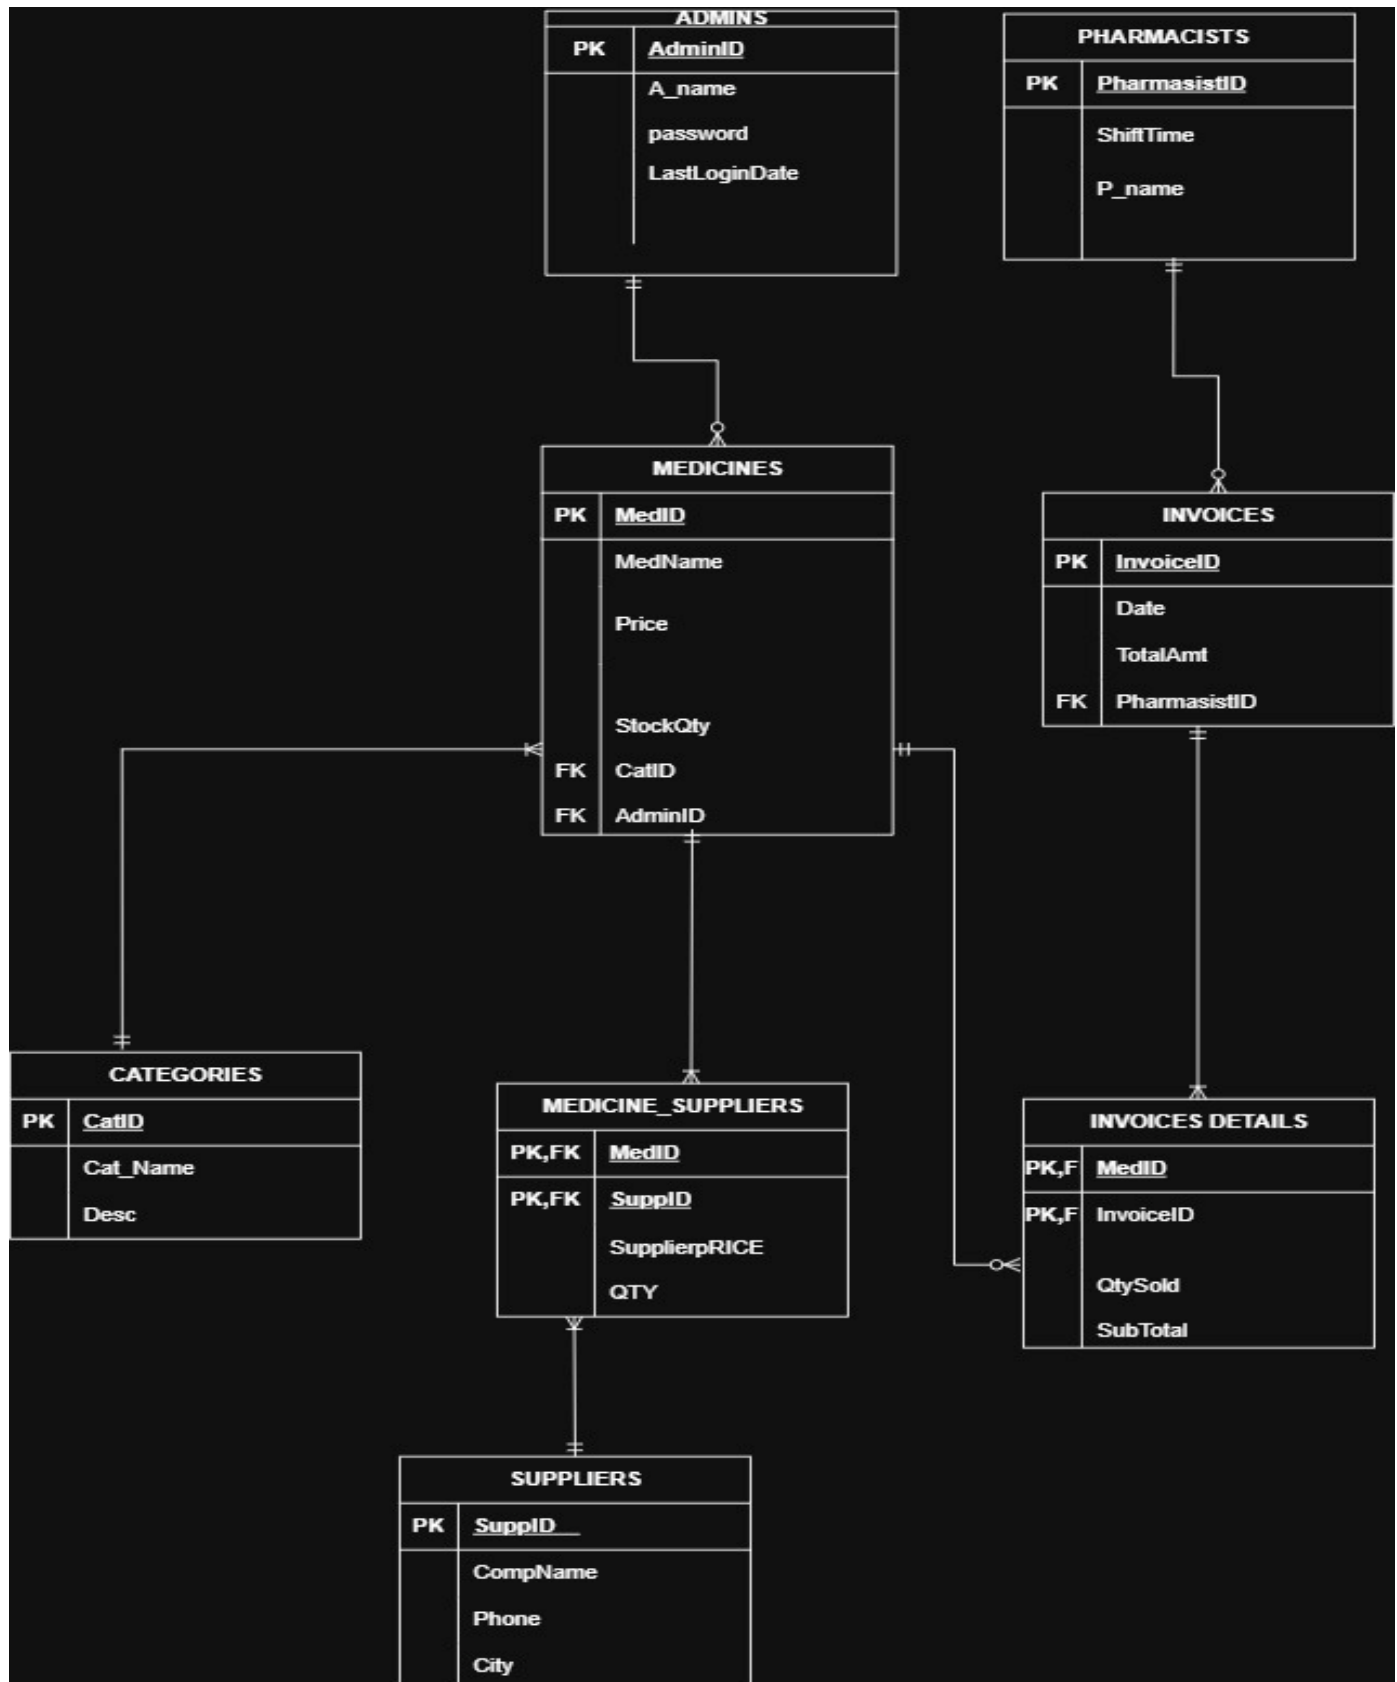 ADMINS
PK AdminID
A_name
password
LastLoginDate
PHARMACISTS
PK PharmasistID
ShiftTime
P_name
MEDICINES
PK MedID
MedName
Price
StockQty
FK CatID
FK AdminID
INVOICES
PK InvoiceID
Date
TotalAmt
FK PharmasistID
CATEGORIES
PK CatID
Cat_Name
Desc
MEDICINE_SUPPLIERS
PK,FK MedID
PK,FK SuppID
SupplierpRICE
QTY
INVOICES DETAILS
PK,F MedID
PK,F InvoiceID
QtySold
SubTotal
SUPPLIERS
PK SuppID
CompName
Phone
City